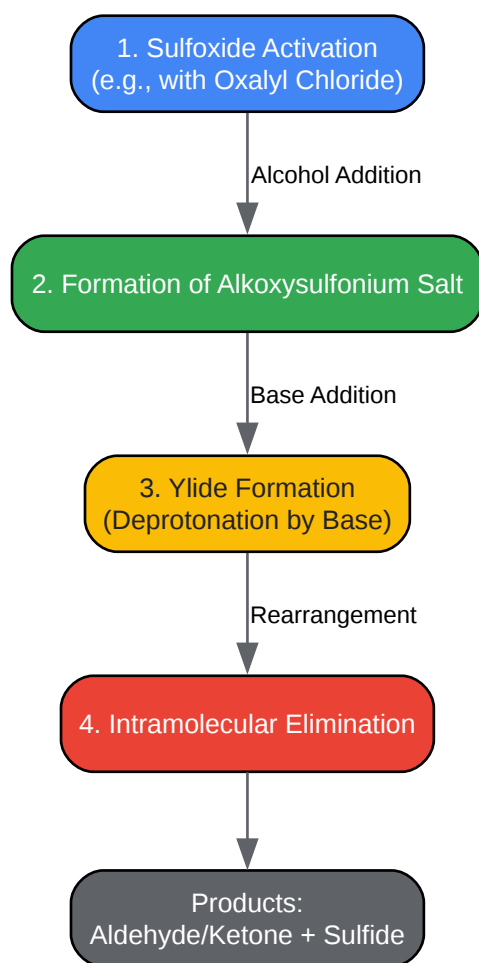 1. Sulfoxide Activation
(e.g., with Oxalyl Chloride)
Alcohol Addition
2. Formation of Alkoxysulfonium Salt
Base Addition
3. Ylide Formation
(Deprotonation by Base)
Rearrangement
4. Intramolecular Elimination
Products:
Aldehyde/Ketone + Sulfide